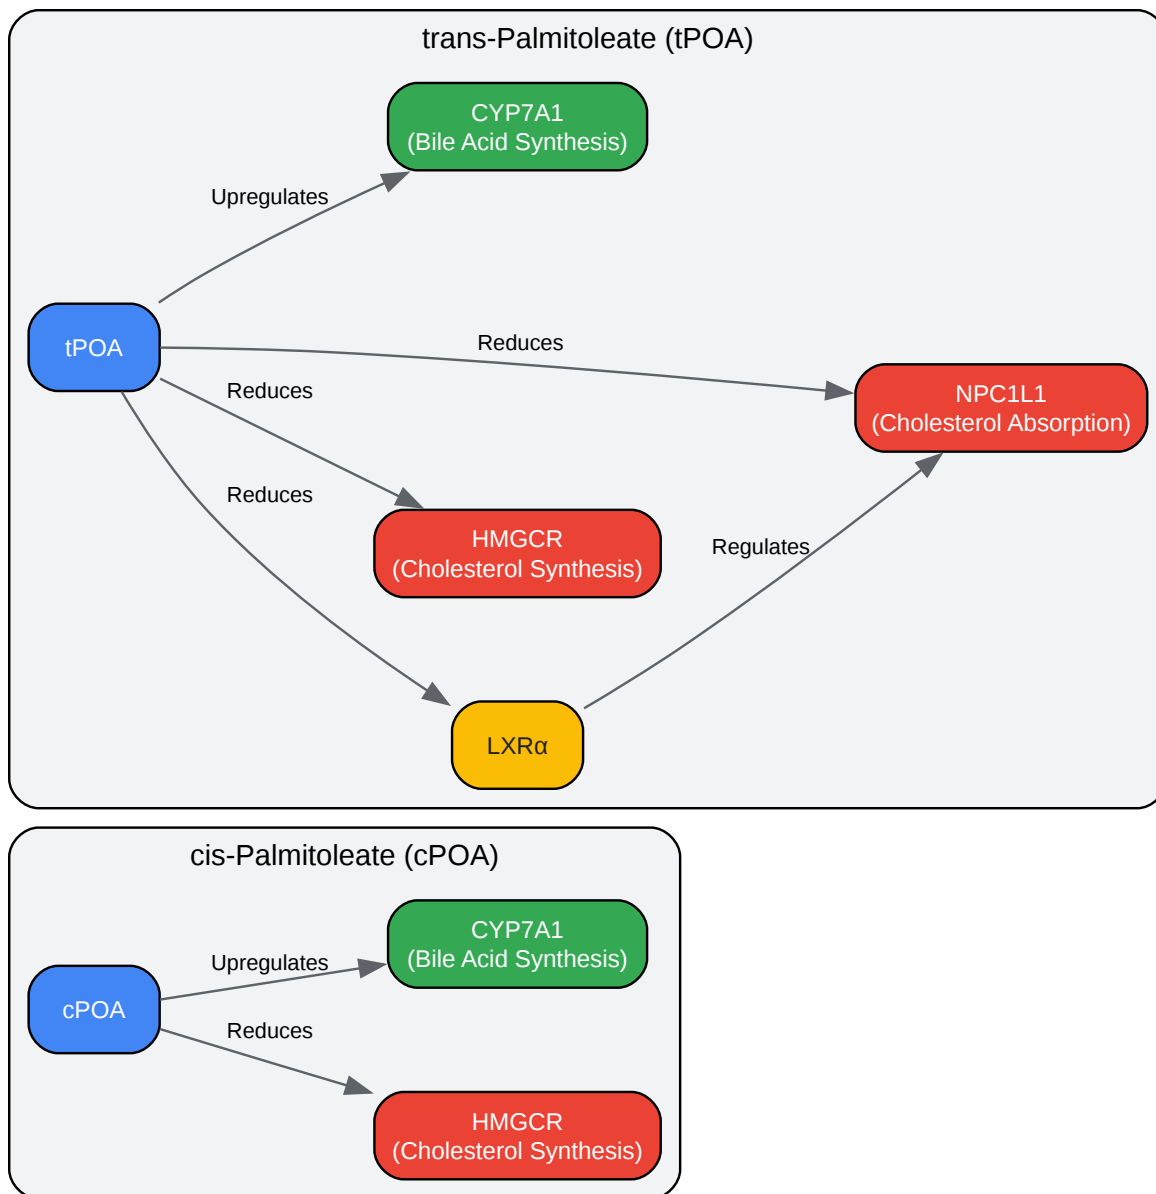 trans-Palmitoleate (tPOA)
CYP7A1
(Bile Acid Synthesis)
Upregulates
tPOA
Reduces
Reduces
NPC1L1
(Cholesterol Absorption)
Reduces
HMGCR
(Cholesterol Synthesis)
Regulates
LXRα
cis-Palmitoleate (cPOA)
CYP7A1
(Bile Acid Synthesis)
Upregulates
cPOA
Reduces
HMGCR
(Cholesterol Synthesis)